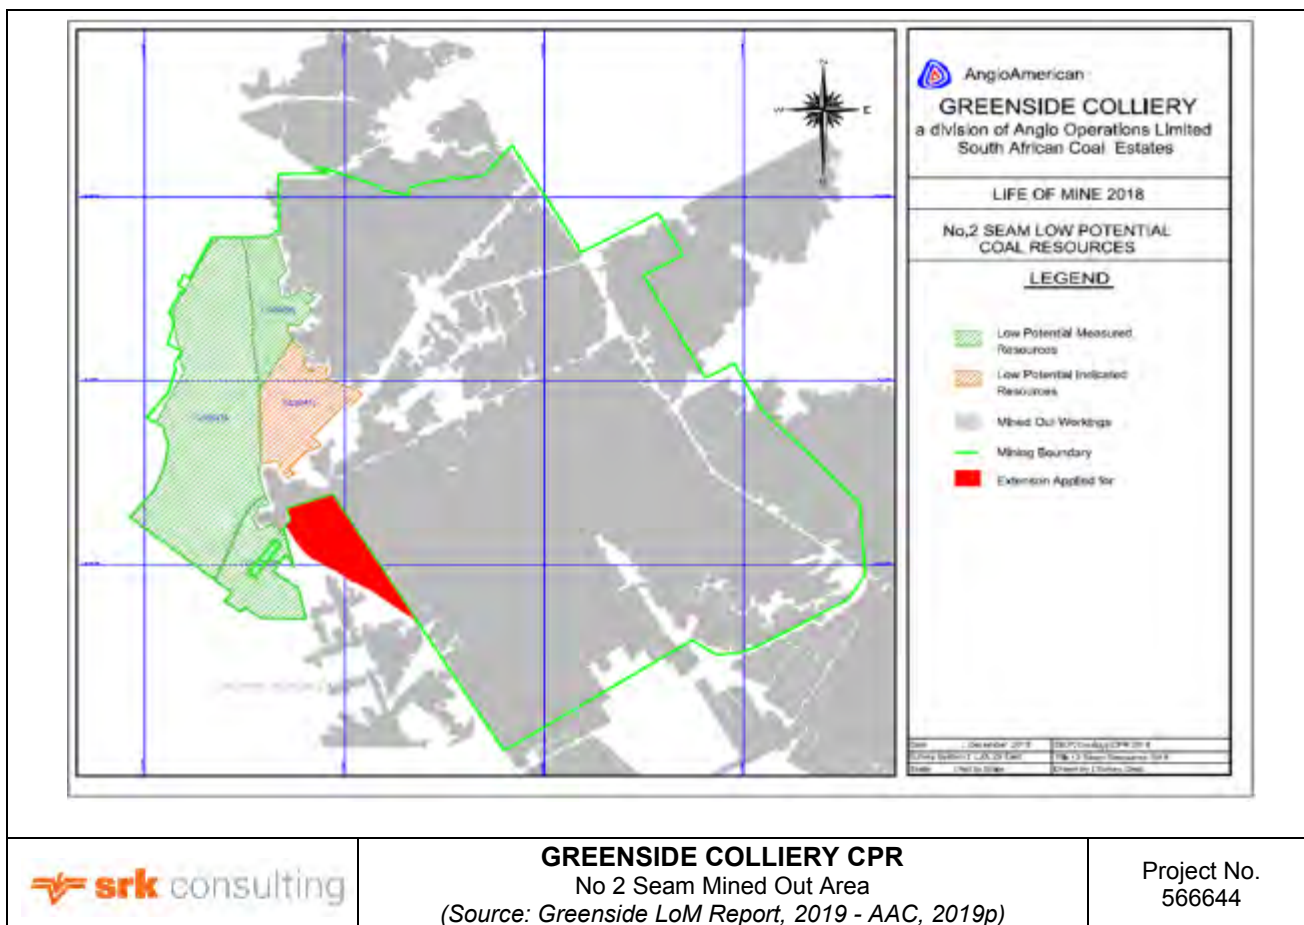 N
W
E
AngloAmerican
GREENSIDE COLLIERY
a division of Anglo Operations Limited
South African Coal Estates
LIFE OF MINE 2018
No,2 SEAM LOW POTENTIAL
COAL RESOURCES
LEGEND
Low Potential Measured
Resources
Low Potential Indicated
Resources
Mined Out Workings
Mining Boundary
Extension Applied for
srk consulting
GREENSIDE COLLIERY CPR
No 2 Seam Mined Out Area
(Source: Greenside LoM Report, 2019 - AAC, 2019p)
Project No.
566644